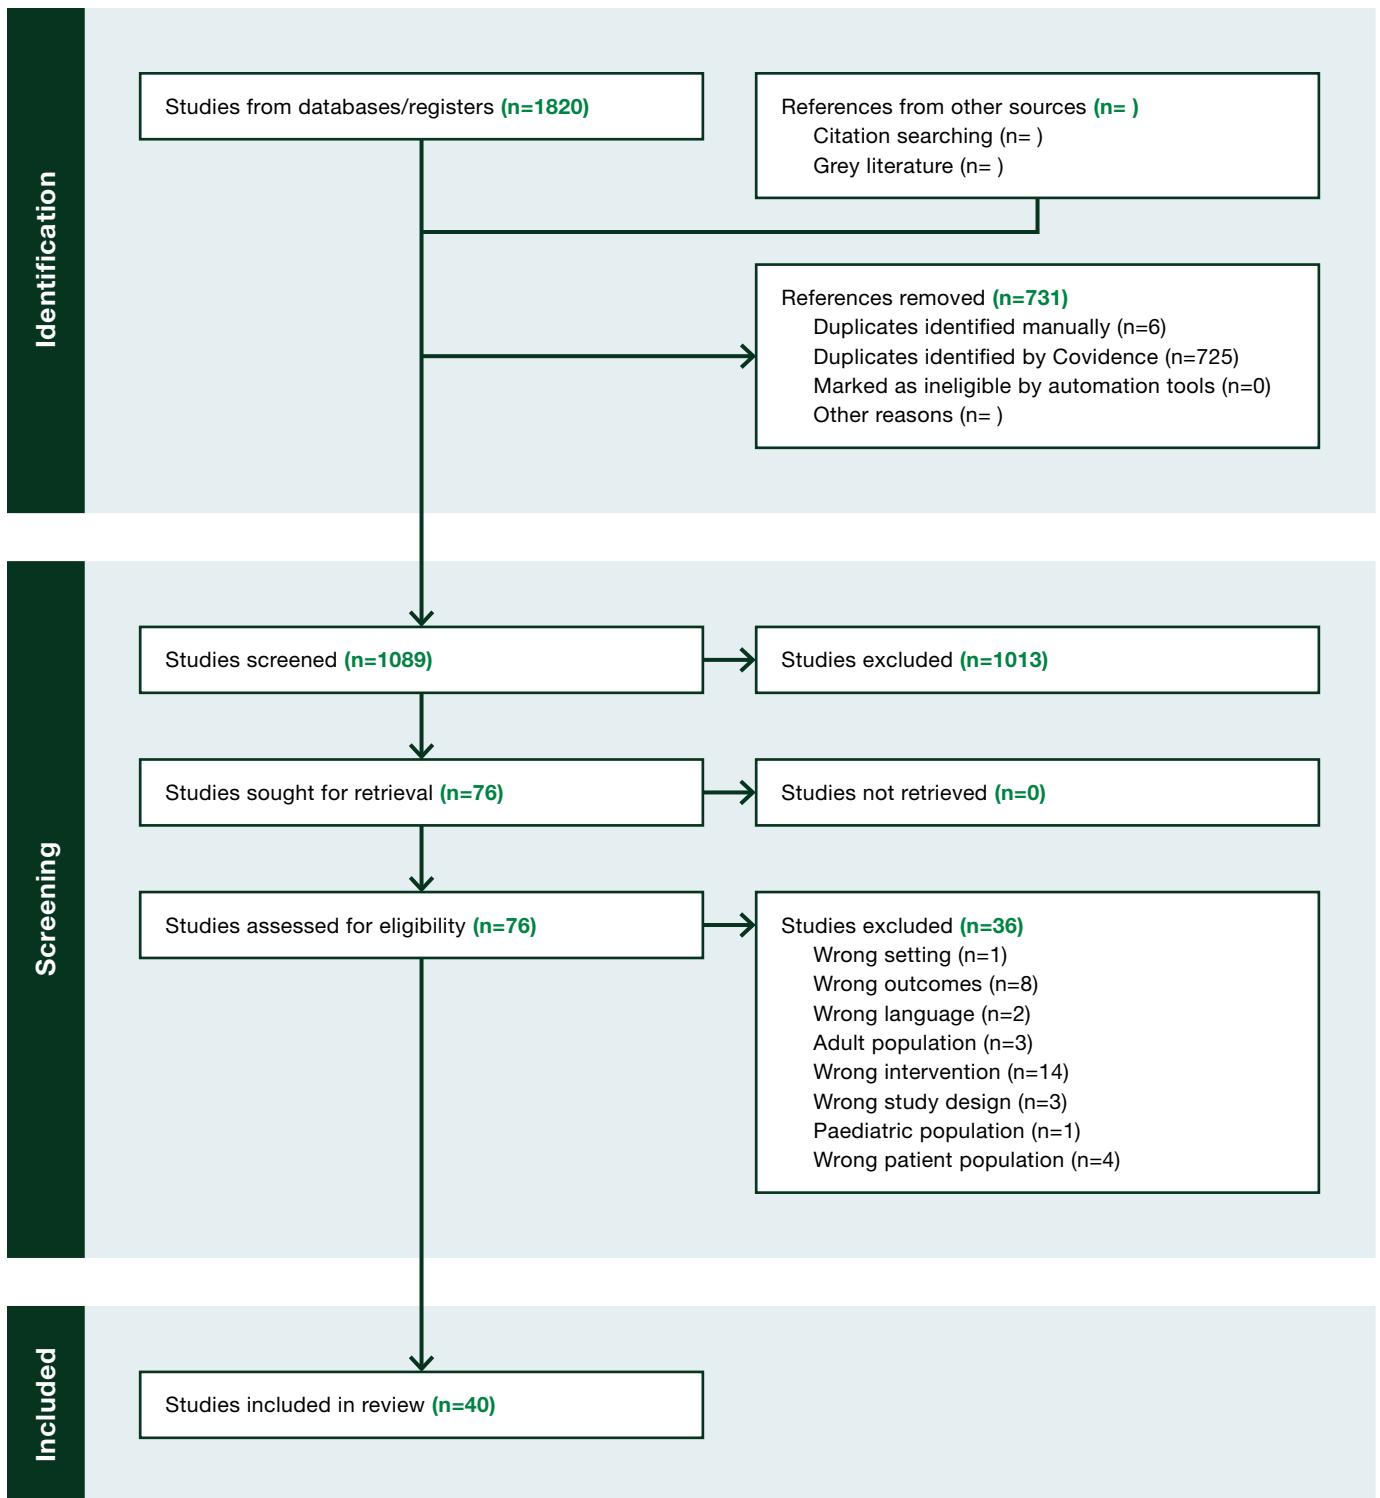 Identification
Studies from databases/registers (n=1820)
References from other sources (n= )
Citation searching (n= )
Grey literature (n= )
References removed (n=731)
Duplicates identified manually (n=6)
Duplicates identified by Covidence (n=725)
Marked as ineligible by automation tools (n=0)
Other reasons (n= )
Screening
Studies screened (n=1089)
Studies excluded (n=1013)
Studies sought for retrieval (n=76)
Studies not retrieved (n=0)
Studies assessed for eligibility (n=76)
Studies excluded (n=36)
Wrong setting (n=1)
Wrong outcomes (n=8)
Wrong language (n=2)
Adult population (n=3)
Wrong intervention (n=14)
Wrong study design (n=3)
Paediatric population (n=1)
Wrong patient population (n=4)
Included
Studies included in review (n=40)